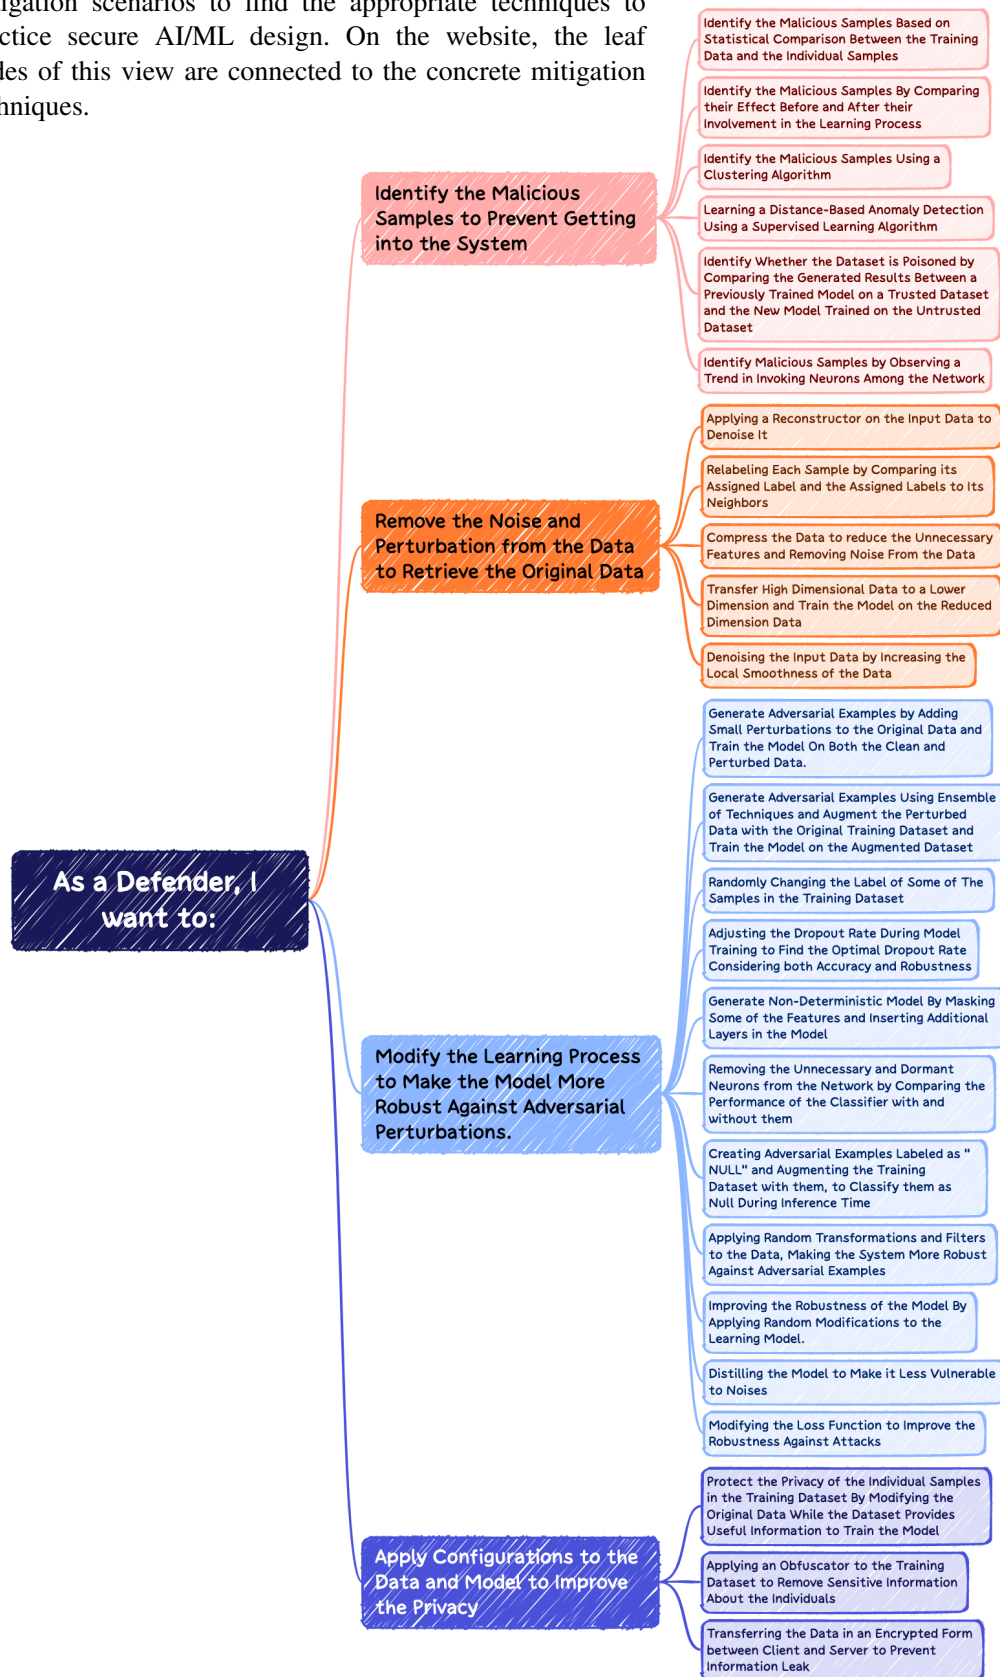 scenarios to find the appropriate techniques to
secure AI/ML design. On the website, the leaf
of this view are connected to the concrete mitigation
As a Defender, I
want to:
Identify the Malicious
Samples to Prevent Getting
into the System
Identify the Malicious Samples Based on
Statistical Comparison Between the Training
Data and the Individual Samples
Identify the Malicious Samples By Comparing
their Effect Before and After their
Involvement in the Learning Process
Identify the Malicious Samples Using a
Clustering Algorithm
Learning a Distance-Based Anomaly Detection
Using a Supervised Learning Algorithm
Identify Whether the Dataset is Poisoned by
Comparing the Generated Results Between a
Previously Trained Model on a Trusted Dataset
and the New Model Trained on the Untrusted
Dataset
Identify Malicious Samples by Observing a
Trend in Invoking Neurons Among the Network
Remove the Noise and
Perturbation from the Data
to Retrieve the Original Data
Applying a Reconstructor on the Input Data to
Denoise It
Relabeling Each Sample by Comparing its
Assigned Label and the Assigned Labels to Its
Neighbors
Compress the Data to reduce the Unnecessary
Features and Removing Noise From the Data
Transfer High Dimensional Data to a Lower
Dimension and Train the Model on the Reduced
Dimension Data
Denoising the Input Data by Increasing the
Local Smoothness of the Data
Modify the Learning Process
to Make the Model More
Robust Against Adversarial
Perturbations.
Generate Adversarial Examples by Adding
Small Perturbations to the Original Data and
Train the Model On Both the Clean and
Perturbed Data.
Generate Adversarial Examples Using Ensemble
of Techniques and Augment the Perturbed
Data with the Original Training Dataset and
Train the Model on the Augmented Dataset
Randomly Changing the Label of Some of The
Samples in the Training Dataset
Adjusting the Dropout Rate During Model
Training to Find the Optimal Dropout Rate
Considering both Accuracy and Robustness
Generate Non-Deterministic Model By Masking
Some of the Features and Inserting Additional
Layers in the Model
Removing the Unnecessary and Dormant
Neurons from the Network by Comparing the
Performance of the Classifier with and
without them
Creating Adversarial Examples Labeled as "
NULL" and Augmenting the Training
Dataset with them, to Classify them as
Null During Inference Time
Applying Random Transformations and Filters
to the Data, Making the System More Robust
Against Adversarial Examples
Improving the Robustness of the Model By
Applying Random Modifications to the
Learning Model.
Distilling the Model to Make it Less Vulnerable
to Noises
Modifying the Loss Function to Improve the
Robustness Against Attacks
Apply Configurations to the
Data and Model to Improve
the Privacy
Protect the Privacy of the Individual Samples
in the Training Dataset By Modifying the
Original Data While the Dataset Provides
Useful Information to Train the Model
Applying an Obfuscator to the Training
Dataset to Remove Sensitive Information
About the Individuals
Transferring the Data in an Encrypted Form
between Client and Server to Prevent
Information Leak